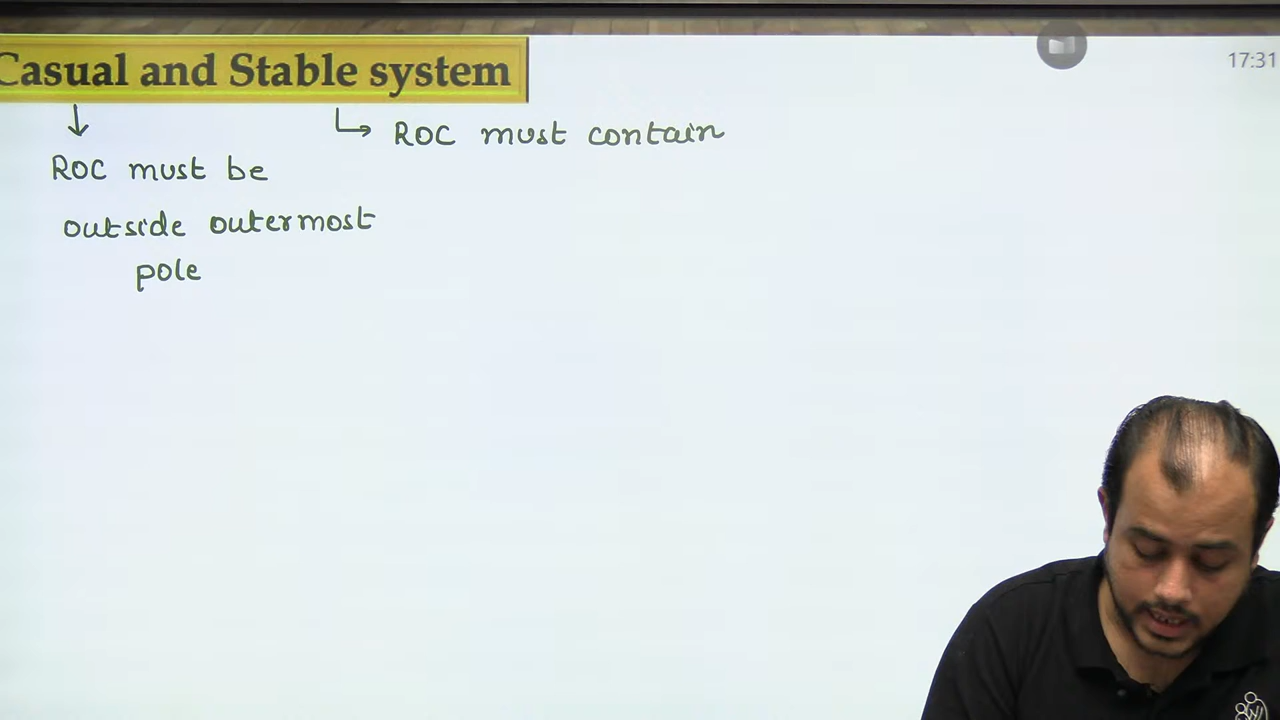 Casual and Stable system
17:31
ROC must contain
ROC must be
outside outermost
pole